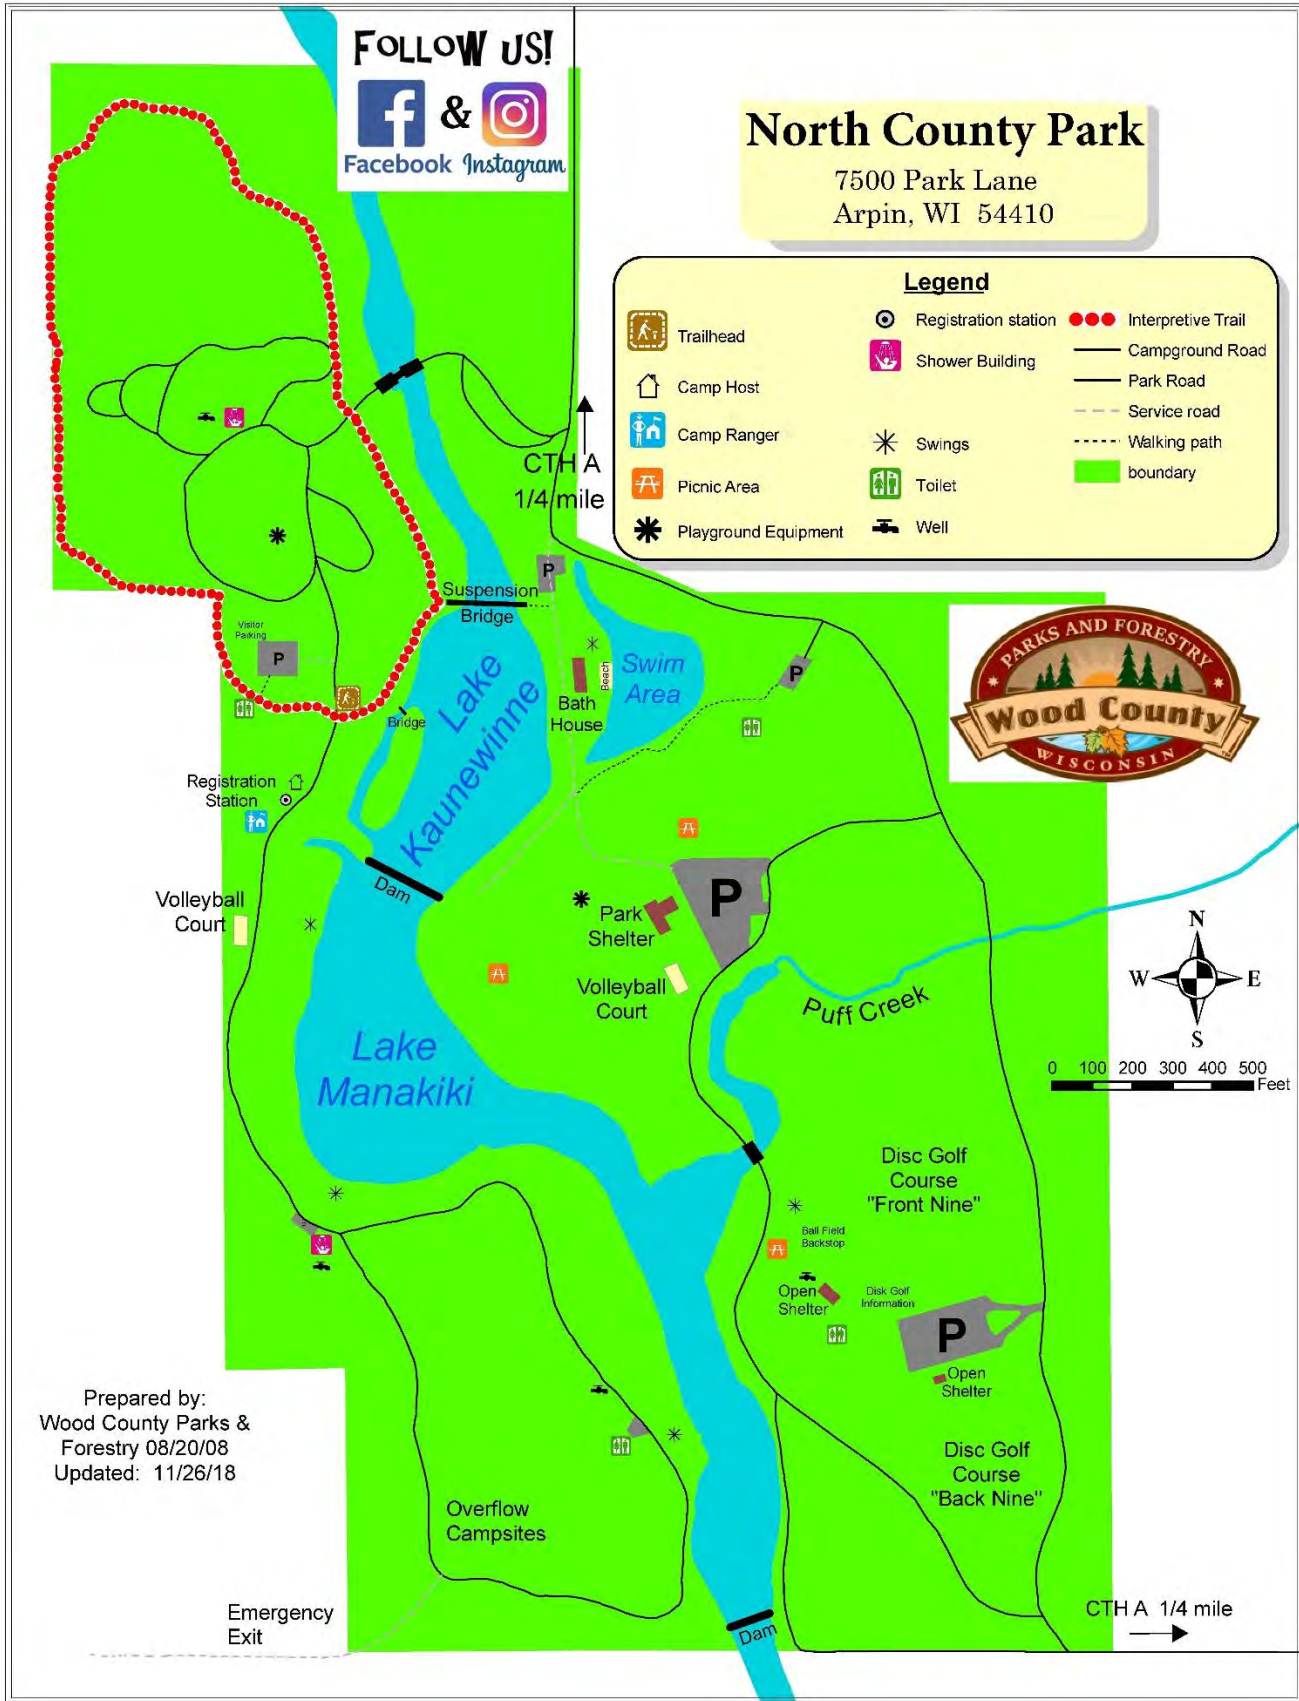 FOLLOW US!
&
Facebook Instagram
North County Park
7500 Park Lane
Arpin, WI 54410
Legend
Trailhead
Camp Host
Camp Ranger
Picnic Area
Playground Equipment
Registration station
Shower Building
Swings
Toilet
Well
Interpretive Trail
Campground Road
Park Road
Service road
Walking path
boundary
CTH A
1/4 mile
P
Suspension
Bridge
Visitor
Parking
P
Swim
Area
Beach
Bath
House
P
Lake
Kaunewinne
Bridge
PARKS AND FORESTRY
Wood County
WISCONSIN
Registration
Station
Dam
Volleyball
Court
P
Park
Shelter
Volleyball
Court
Puff Creek
N
W E
S
0 100 200 300 400 500
Feet
Lake
Manakiki
Disc Golf
Course
"Front Nine"
Ball Field
Backstop
Open
Shelter
Disk Golf
Information
P
Open
Shelter
Prepared by:
Wood County Parks &
Forestry 08/20/08
Updated: 11/26/18
Disc Golf
Course
"Back Nine"
Overflow
Campsites
Emergency
Exit
Dam
CTH A 1/4 mile